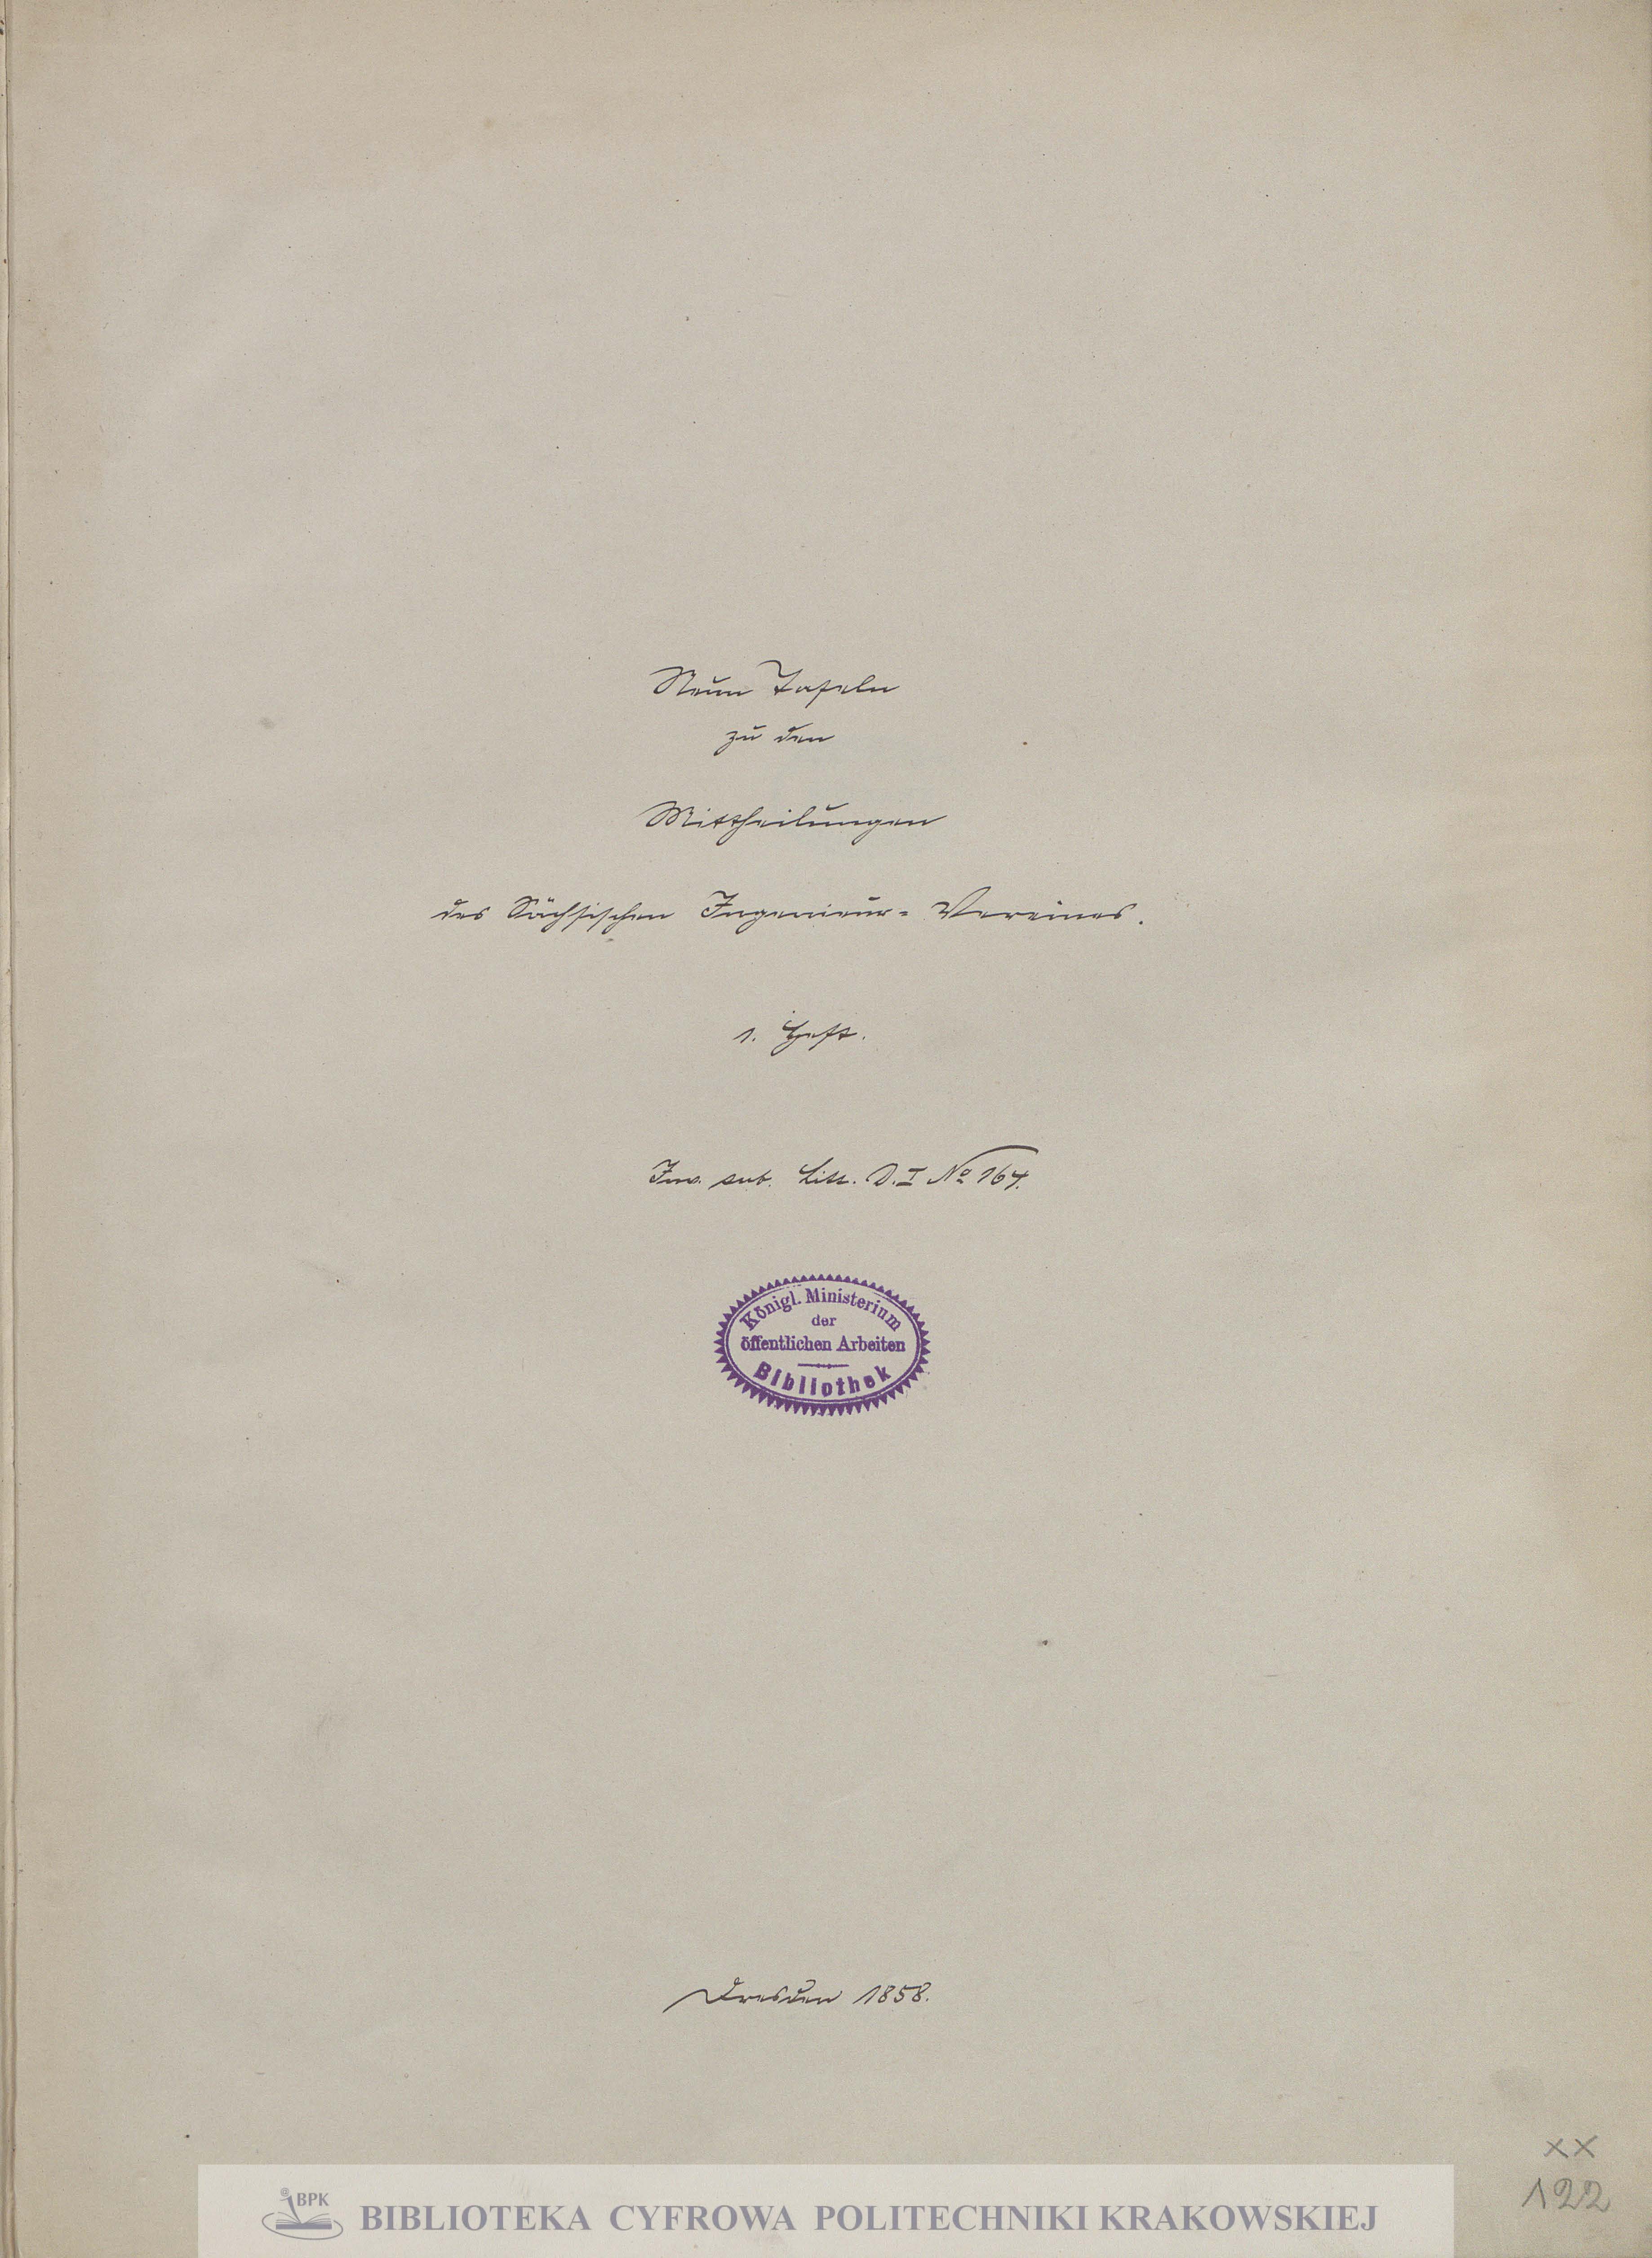 Neun Tafeln
zu den
Mittheilungen
des Sächsischen Ingenieur= Vereines.
1. Heft.
Inv. sub. Litt. D. I No 164.
Königl. Ministerium
der
öffentlichen Arbeiten
Bibliothek
Dresden 1858.
XX
122
BPK
BIBLIOTEKA CYFROWA POLITECHNIKI KRAKOWSKIEJ